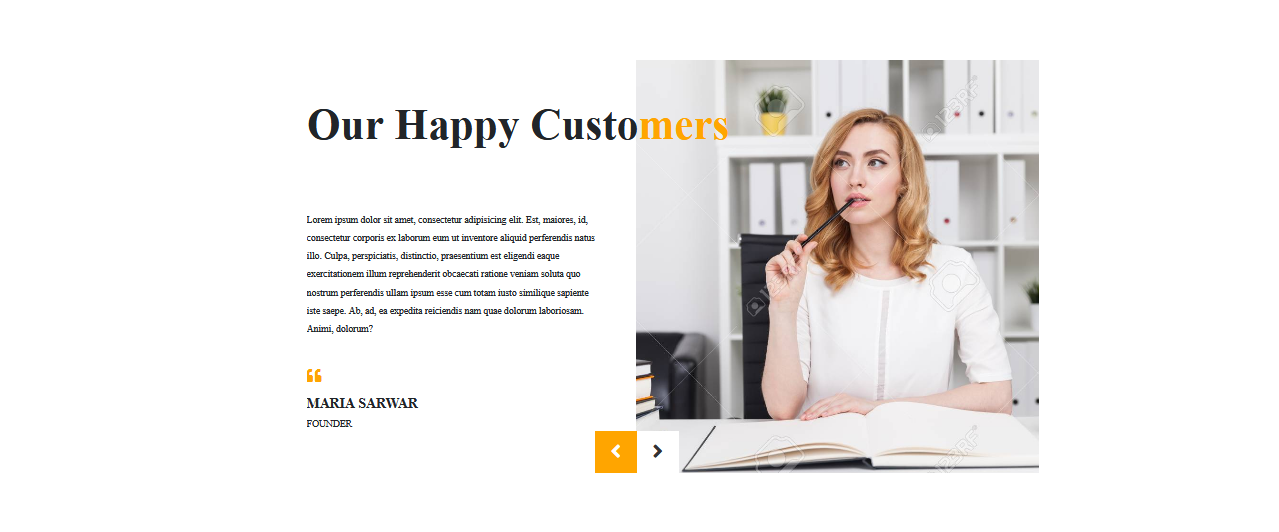 Our Happy Customers
Lorem ipsum dolor sit amet, consectetur adipisicing elit. Est, maiores, id,
consectetur corporis ex laborum eum ut inventore aliquid perferendis natus
illo. Culpa, perspiciatis, distinctio, praesentium est eligendi eaque
exercitationem illum reprehenderit obcaecati ratione veniam soluta quo
nostrum perferendis ullam ipsum esse cum totam iusto similique sapiente
iste saepe. Ab, ad, ea expedita reiciendis nam quae dolorum laboriosam.
Animi, dolorum?
MARIA SARWAR
FOUNDER
123RF
123RF
123RF